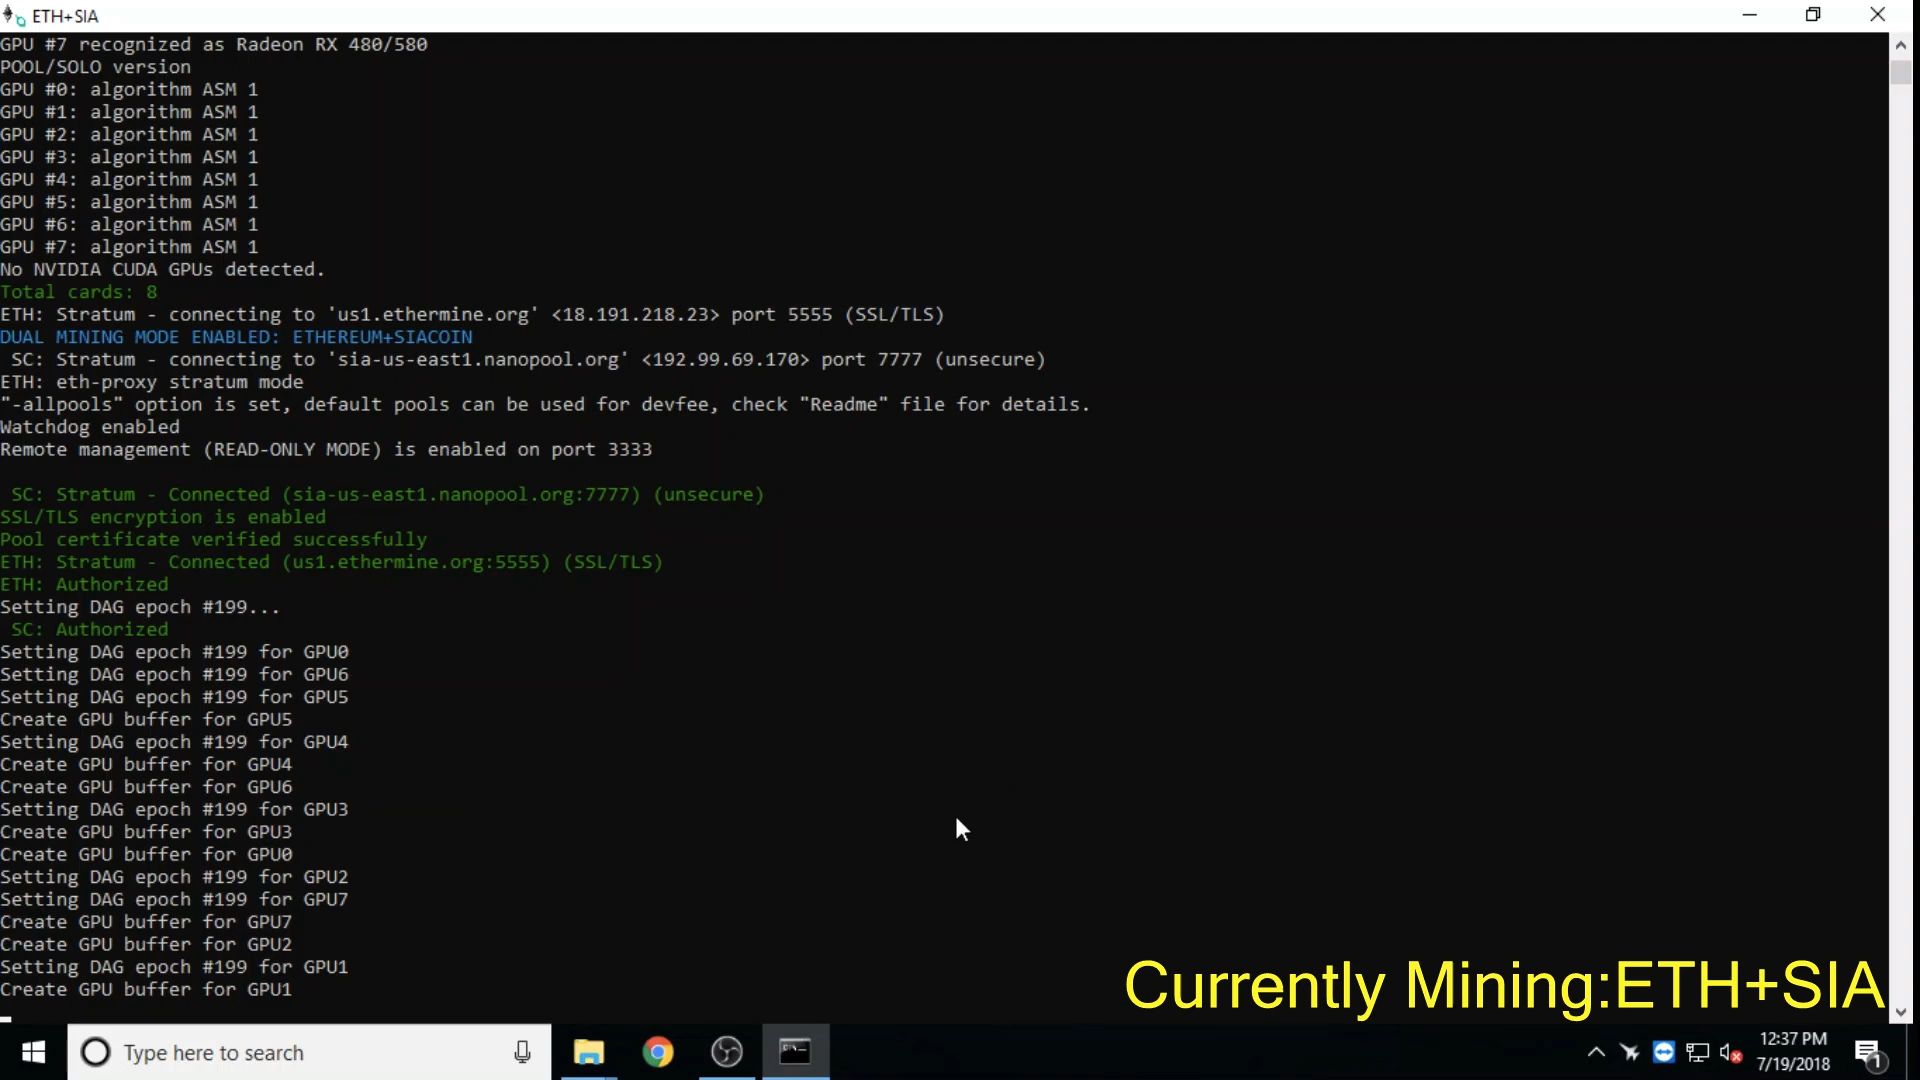 ETH+SIA
GPU #7 recognized as Radeon RX 480/580
POOL/SOLO version
GPU #0: algorithm ASM 1
GPU #1: algorithm ASM 1
GPU #2: algorithm ASM 1
GPU #3: algorithm ASM 1
GPU #4: algorithm ASM 1
GPU #5: algorithm ASM 1
GPU #6: algorithm ASM 1
GPU #7: algorithm ASM 1
No NVIDIA CUDA GPUs detected.
Total cards: 8
ETH: Stratum - connecting to 'us1.ethermine.org' <18.191.218.23> port 5555 (SSL/TLS)
DUAL MINING MODE ENABLED: ETHEREUM+SIACOIN
SC: Stratum - connecting to 'sia-us-east1.nanopool.org' <192.99.69.170> port 7777 (unsecure)
ETH: eth-proxy stratum mode
"-allpools" option is set, default pools can be used for devfee, check "Readme" file for details.
Watchdog enabled
Remote management (READ-ONLY MODE) is enabled on port 3333
SC: Stratum - Connected (sia-us-east1.nanopool.org:7777) (unsecure)
SSL/TLS encryption is enabled
Pool certificate verified successfully
ETH: Stratum - Connected (us1.ethermine.org:5555) (SSL/TLS)
ETH: Authorized
Setting DAG epoch #199...
SC: Authorized
Setting DAG epoch #199 for GPU0
Setting DAG epoch #199 for GPU6
Setting DAG epoch #199 for GPU5
Create GPU buffer for GPU5
Setting DAG epoch #199 for GPU4
Create GPU buffer for GPU4
Create GPU buffer for GPU6
Setting DAG epoch #199 for GPU3
Create GPU buffer for GPU3
Create GPU buffer for GPU0
Setting DAG epoch #199 for GPU2
Setting DAG epoch #199 for GPU7
Create GPU buffer for GPU7
Create GPU buffer for GPU2
Setting DAG epoch #199 for GPU1
Create GPU buffer for GPU1
Currently Mining:ETH+SIA
Type here to search
12:37 PM
7/19/2018
1